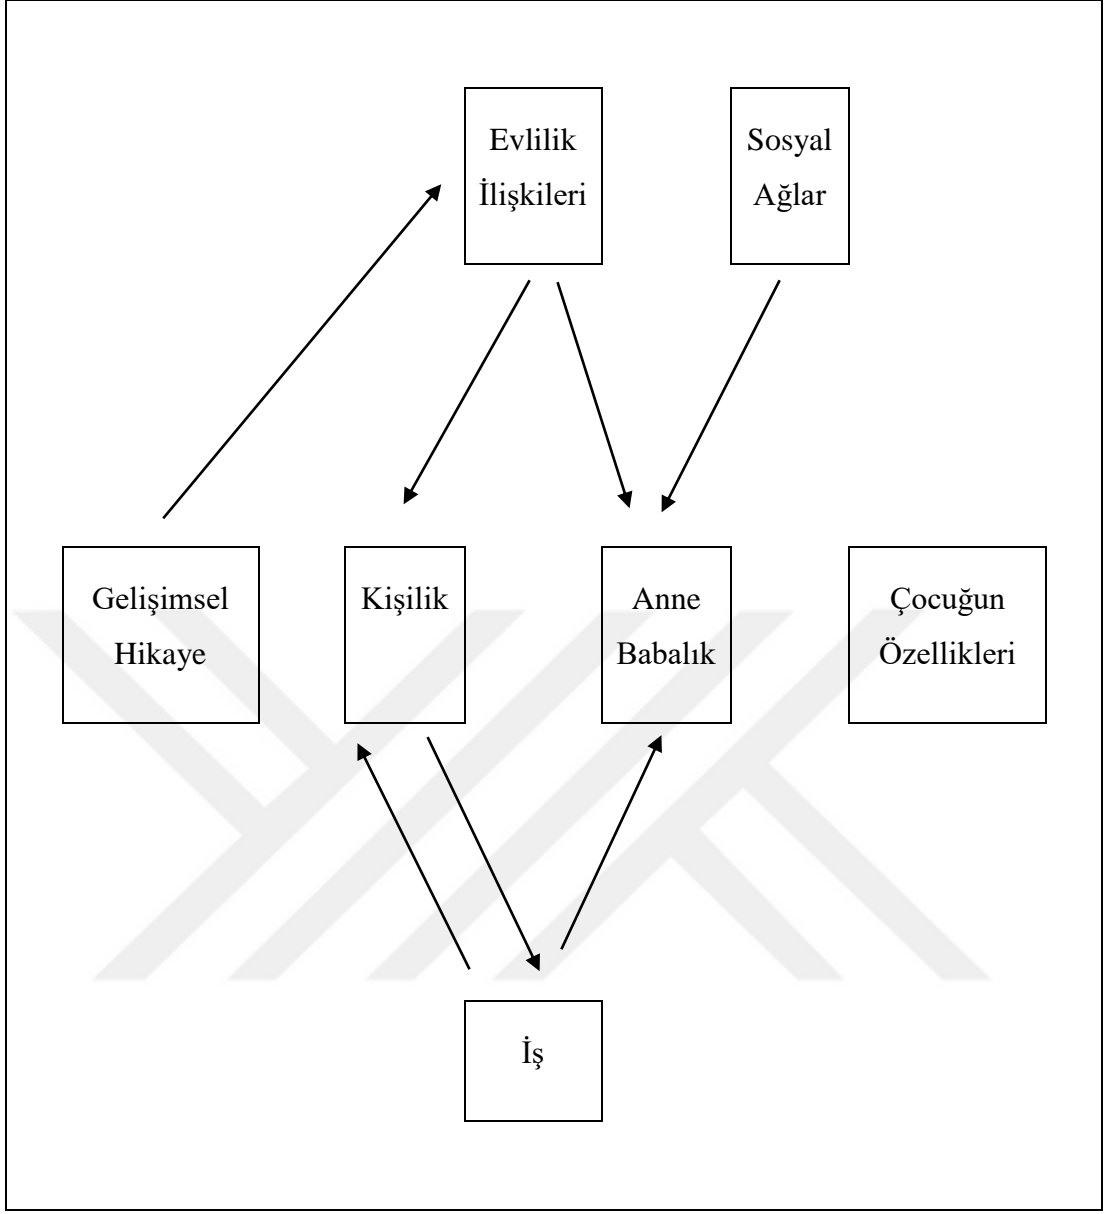 Evlilik
İlişkileri
Sosyal
Ağlar
Gelişimsel
Hikaye
Kişilik
Anne
Babalık
Çocuğun
Özellikleri
İş